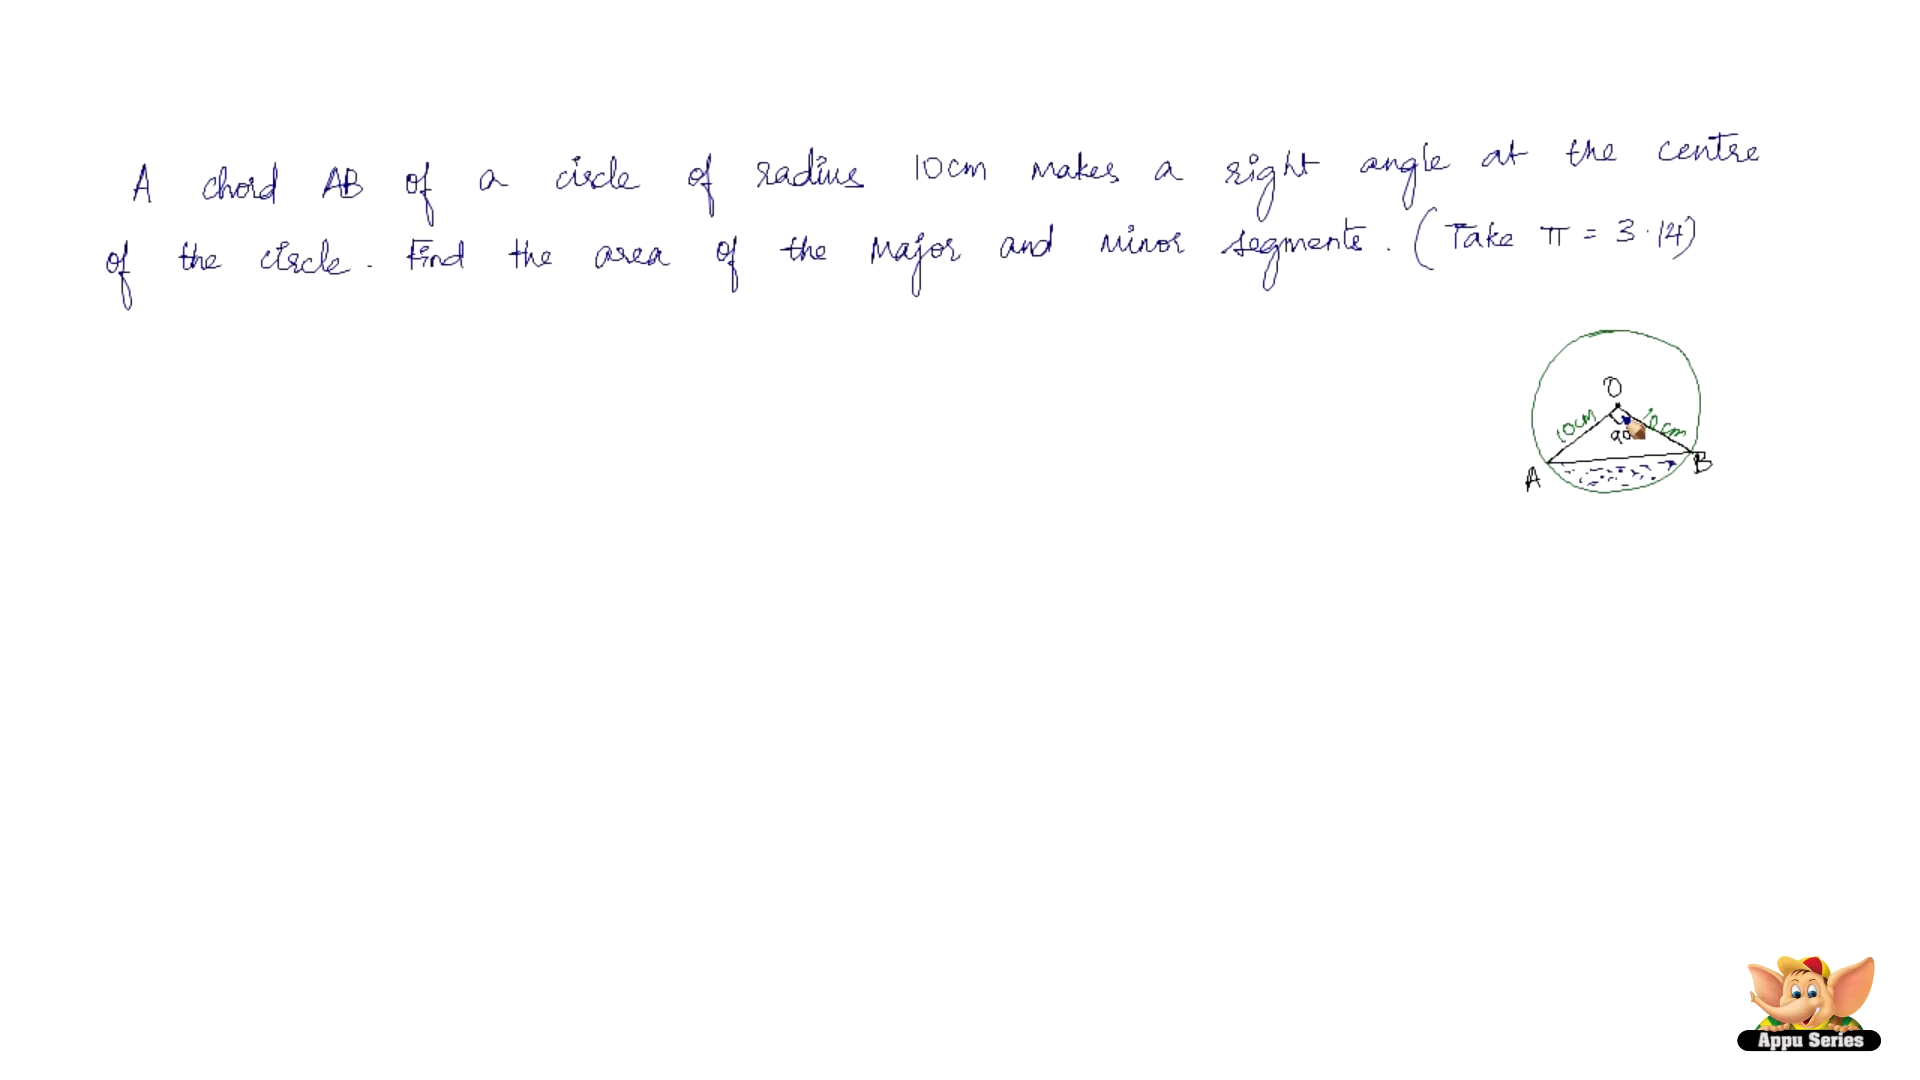 A chord AB of a circle of radius 10cm makes a right angle at the centre
of the circle. Find the area of the Major and Minor segments. (Take π = 3.14)
O
10cm 10cm
90
A B
Appu Series